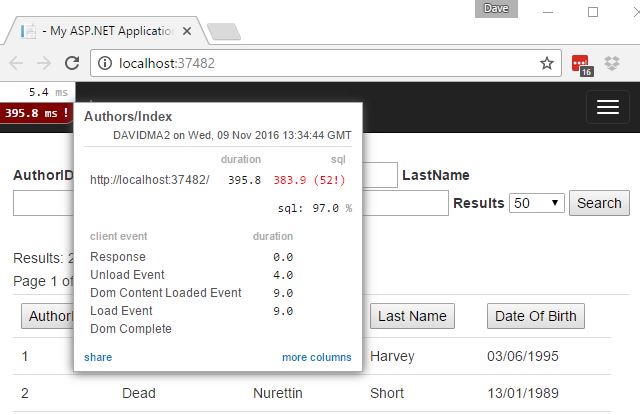 Dave
- My ASP.NET Application
localhost:37482
16
5.4 ms
395.8 ms !
Authors/Index
DAVIDMA2 on Wed, 09 Nov 2016 13:34:44 GMT
duration sql
http://localhost:37482/ 395.8 383.9 (52!)
sql: 97.0 %
client event duration
Response 0.0
Unload Event 4.0
Dom Content Loaded Event 9.0
Load Event 9.0
Dom Complete
share more columns
AuthorID LastName
Results 50 Search
Results: 2
Page 1 of
Author Last Name Date Of Birth
1 Harvey 03/06/1995
2 Dead Nurettin Short 13/01/1989